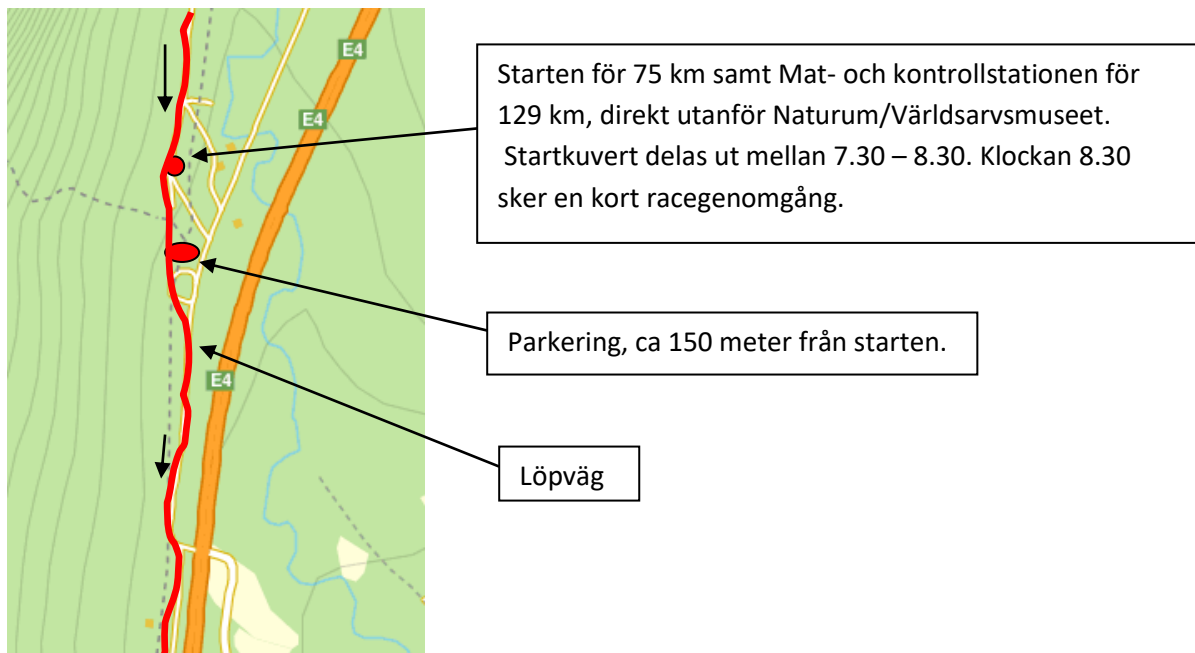 E4
E4
E4
Starten för 75 km samt Mat- och kontrollstationen för
129 km, direkt utanför Naturum/Världsarvsmuseet.
Startkuvert delas ut mellan 7.30 – 8.30. Klockan 8.30
sker en kort racegenomgång.
Parkering, ca 150 meter från starten.
Löpväg